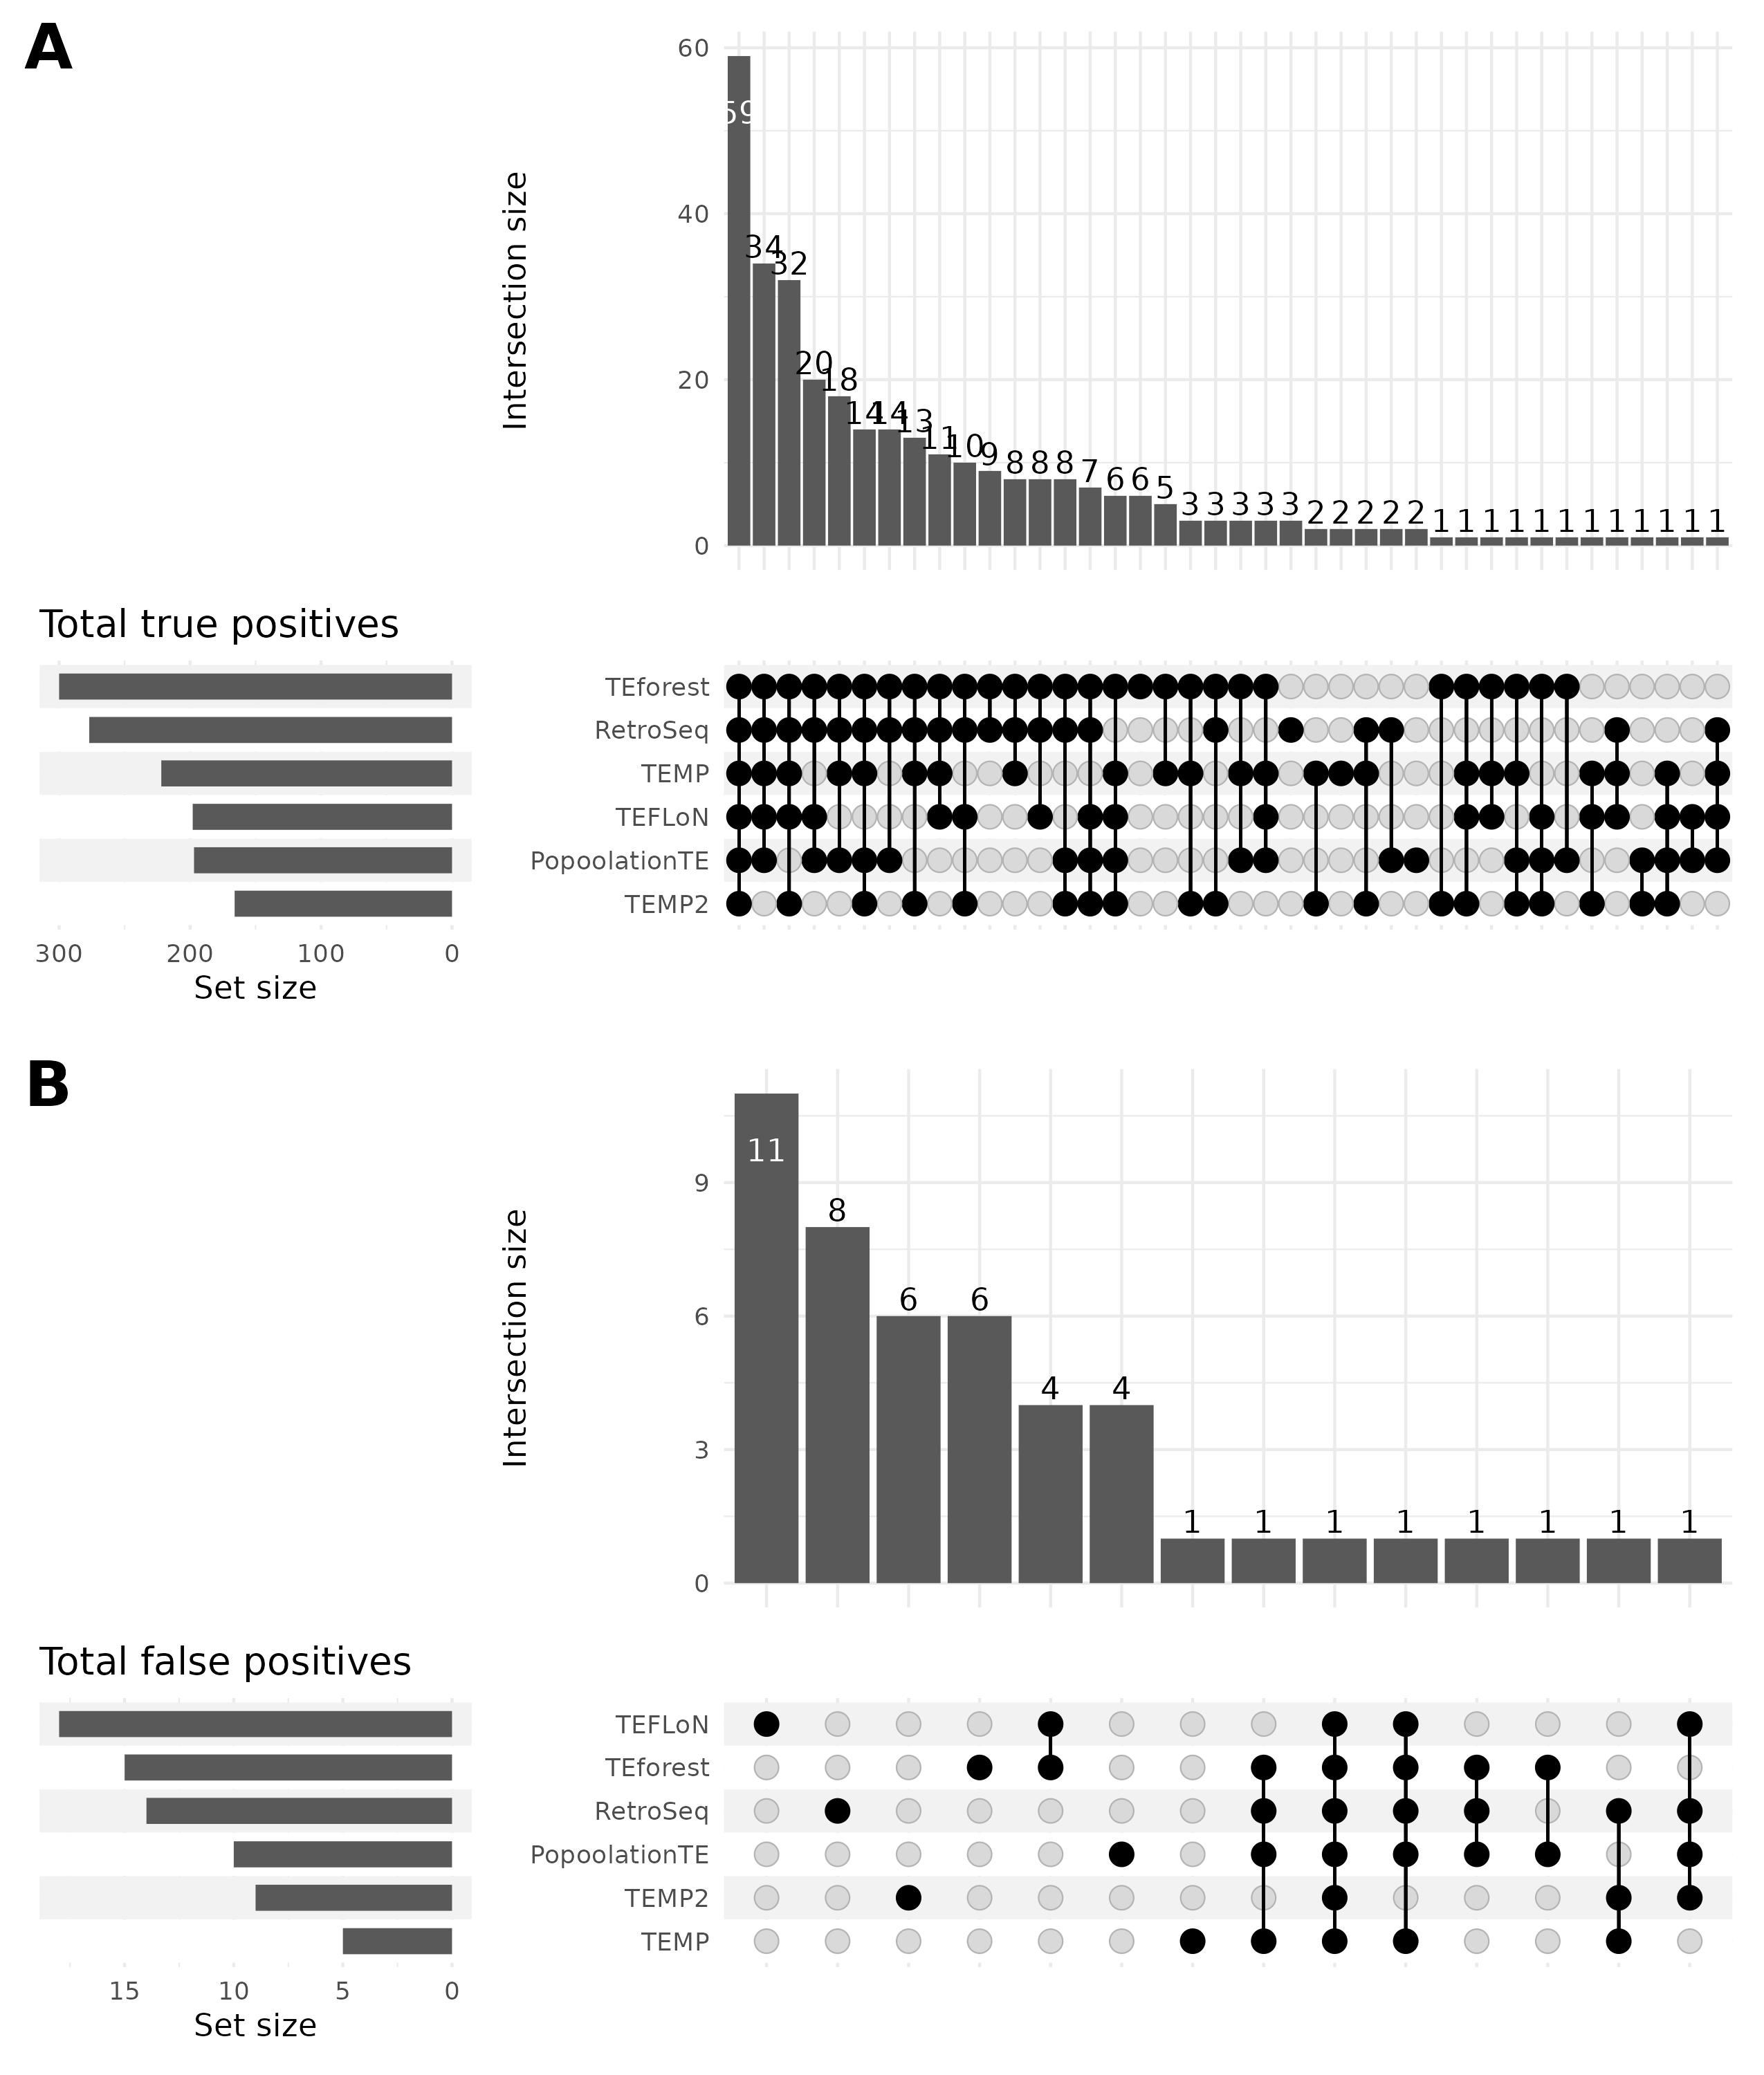 A
60
40
20
0
Intersection size
59
34
32
20
18
14
14
13
11
10
9
8
8
8
7
6
6
5
3
3
3
3
3
2
2
2
2
2
1
1
1
1
1
1
1
1
1
1
1
1
Total true positives
TEforest
RetroSeq
TEMP
TEFLoN
PopoolationTE
TEMP2
300 200 100 0
Set size
B
9
6
3
0
Intersection size
11
8
6
6
4
4
1
1
1
1
1
1
1
1
Total false positives
TEFLoN
TEforest
RetroSeq
PopoolationTE
TEMP2
TEMP
15 10 5 0
Set size